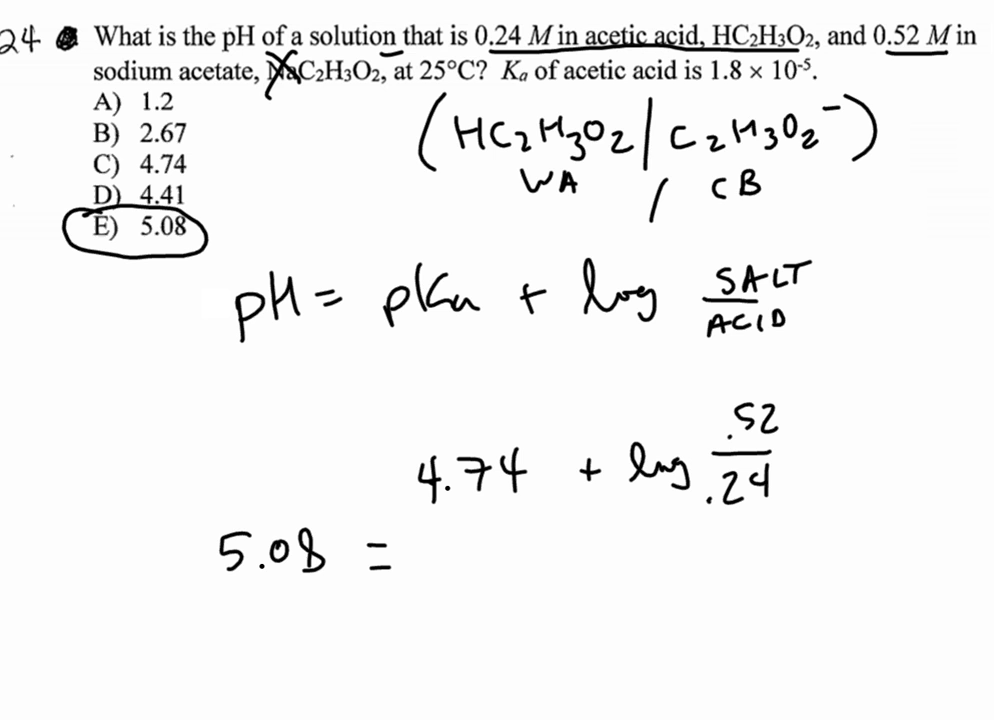 24 What is the pH of a solution that is 0.24 M in acetic acid, HC₂H₃O₂, and 0.52 M in
sodium acetate, NaC₂H₃O₂, at 25°C? Kₐ of acetic acid is 1.8 × 10⁻⁵.
A) 1.2
B) 2.67
C) 4.74
D) 4.41
E) 5.08
(HC₂H₃O₂ | C₂H₃O₂⁻)
WA / CB
pH = pKa + log SALT
ACID
4.74 + log .52
.24
5.08 =